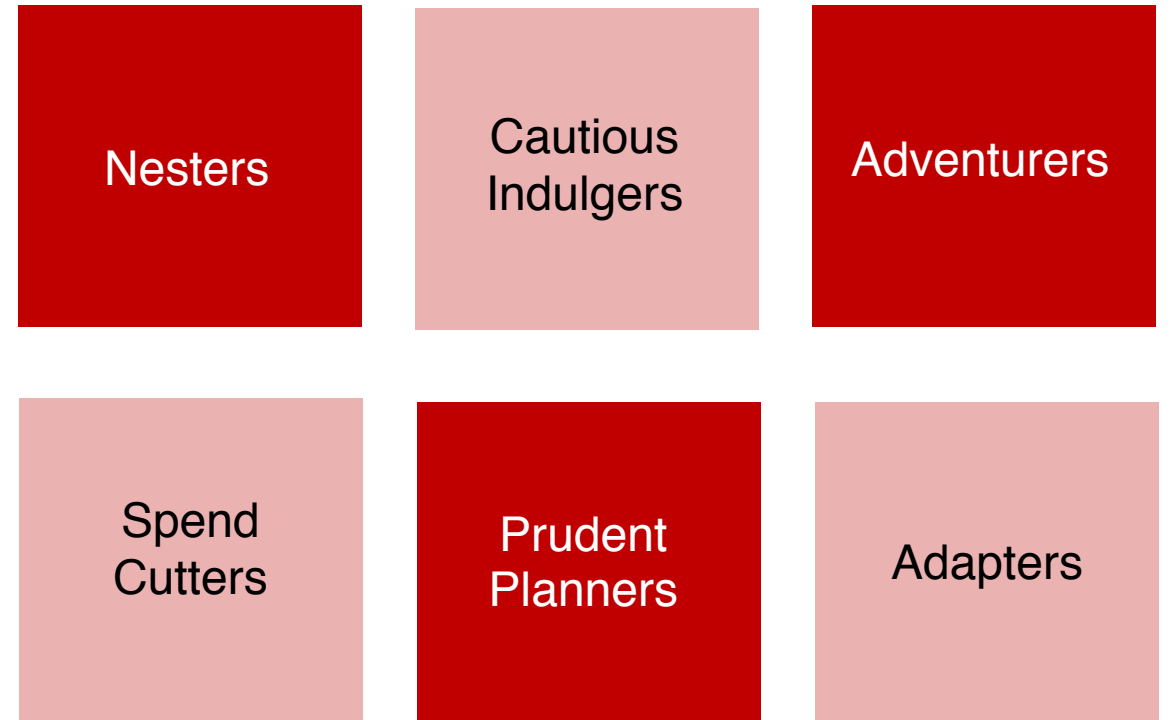 Nesters
Cautious
Indulgers
Adventurers
Spend
Cutters
Prudent
Planners
Adapters